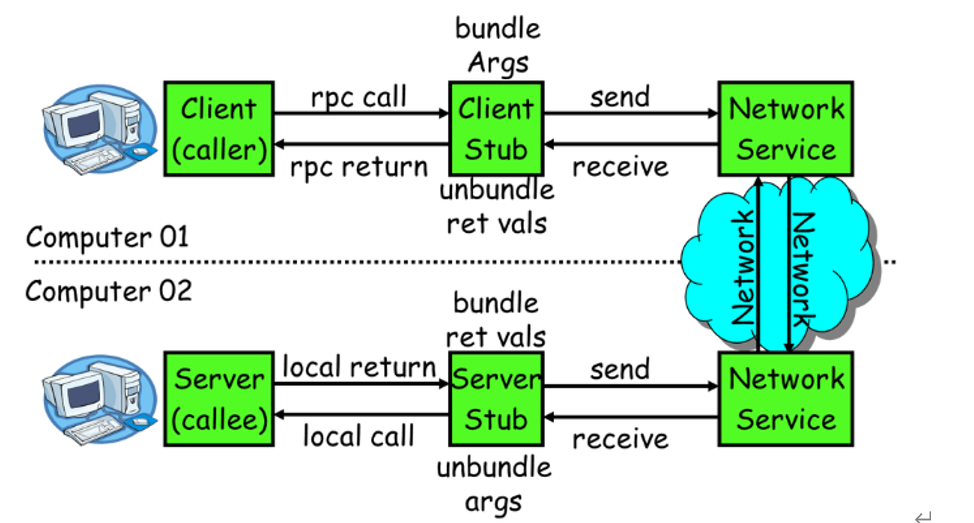 bundle
Args
Client
(caller)
rpc call
rpc return
Client
Stub
send
receive
Network
Service
unbundle
ret vals
Computer 01
Network
Network
Computer 02
bundle
ret vals
Server
(callee)
local return
local call
Server
Stub
send
receive
Network
Service
unbundle
args